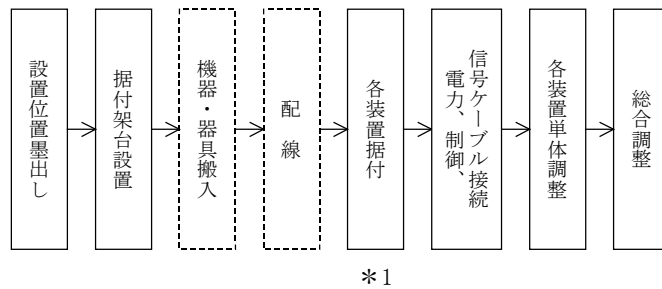 設置位置墨出し
据付架台設置
機器・器具搬入
配線
各装置据付
電力、制御、
信号ケーブル接続
各装置単体調整
総合調整
*1